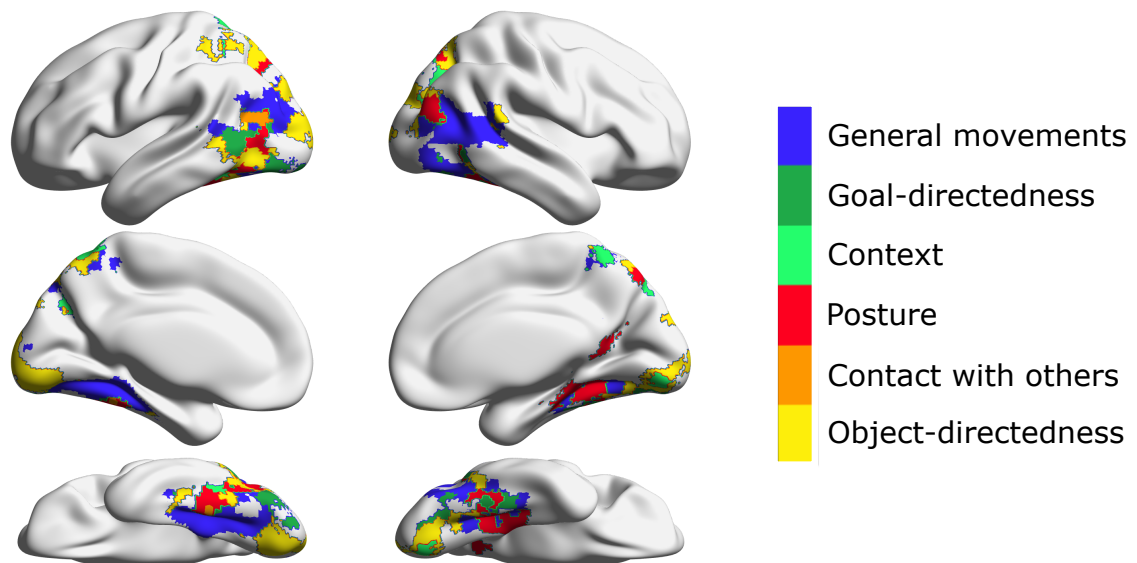 General movements
Goal-directedness
Context
Posture
Contact with others
Object-directedness